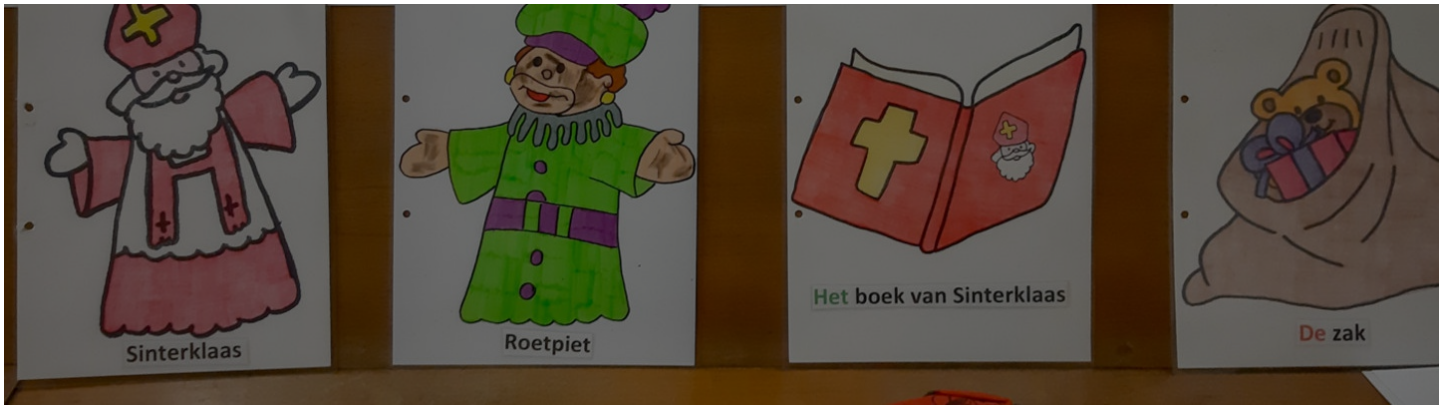 Sinterklaas
Roetpiet
Het boek van Sinterklaas
De zak